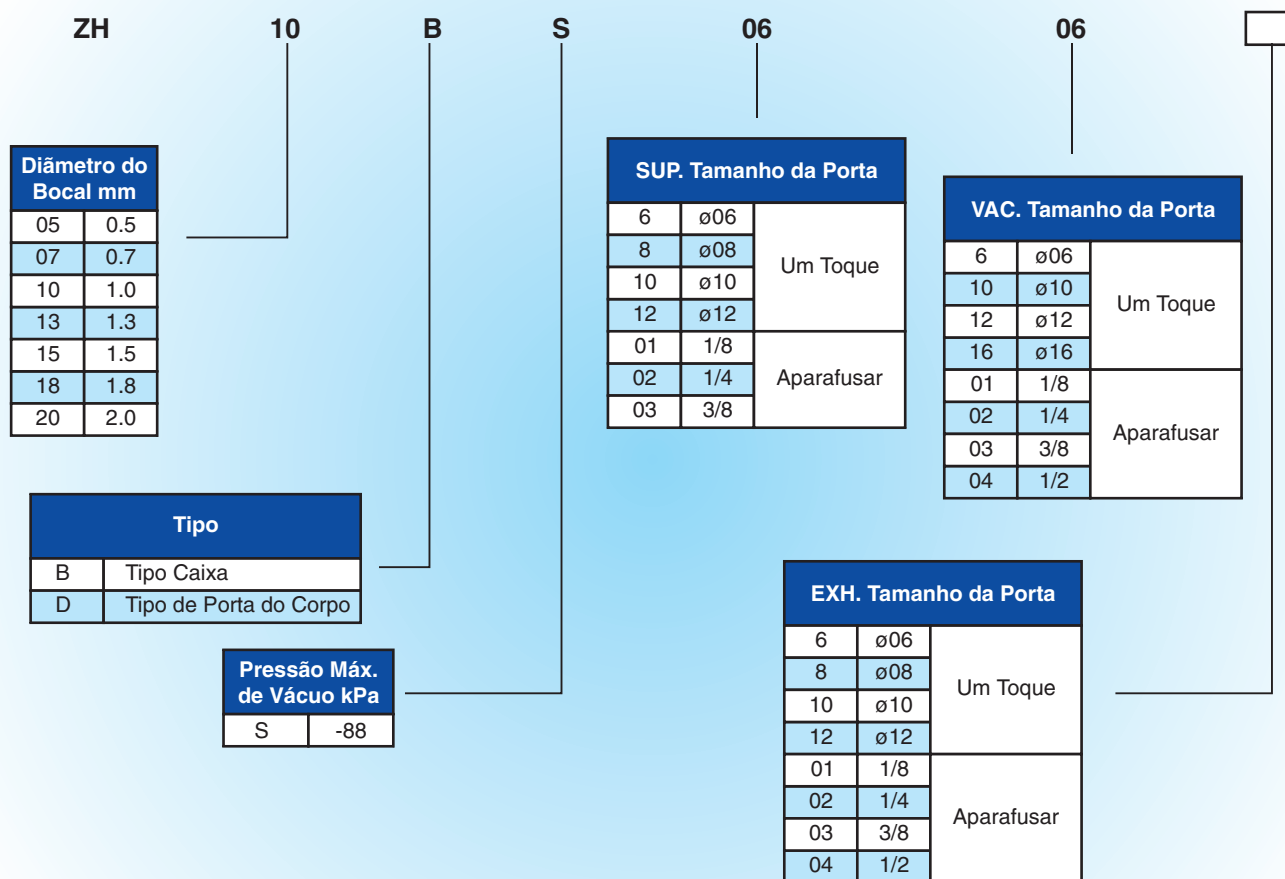 ZH 10 B S 06 06
Diâmetro do
Bocal mm
05 0.5
07 0.7
10 1.0
13 1.3
15 1.5
18 1.8
20 2.0
SUP. Tamanho da Porta
6 ø06
8 ø08
10 ø10
12 ø12
Um Toque
01 1/8
02 1/4
03 3/8
Aparafusar
VAC. Tamanho da Porta
6 ø06
10 ø10
12 ø12
16 ø16
Um Toque
01 1/8
02 1/4
03 3/8
04 1/2
Aparafusar
Tipo
B Tipo Caixa
D Tipo de Porta do Corpo
Pressão Máx.
de Vácuo kPa
S -88
EXH. Tamanho da Porta
6 ø06
8 ø08
10 ø10
12 ø12
Um Toque
01 1/8
02 1/4
03 3/8
04 1/2
Aparafusar